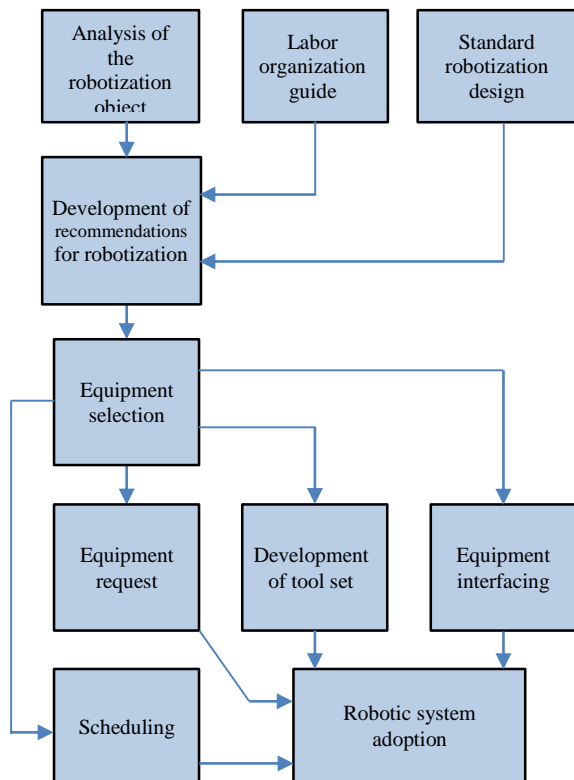 Analysis of
the
robotization
object
Labor
organization
guide
Standard
robotization
design
Development of
recommendations
for robotization
Equipment
selection
Equipment
request
Development
of tool set
Equipment
interfacing
Scheduling
Robotic system
adoption